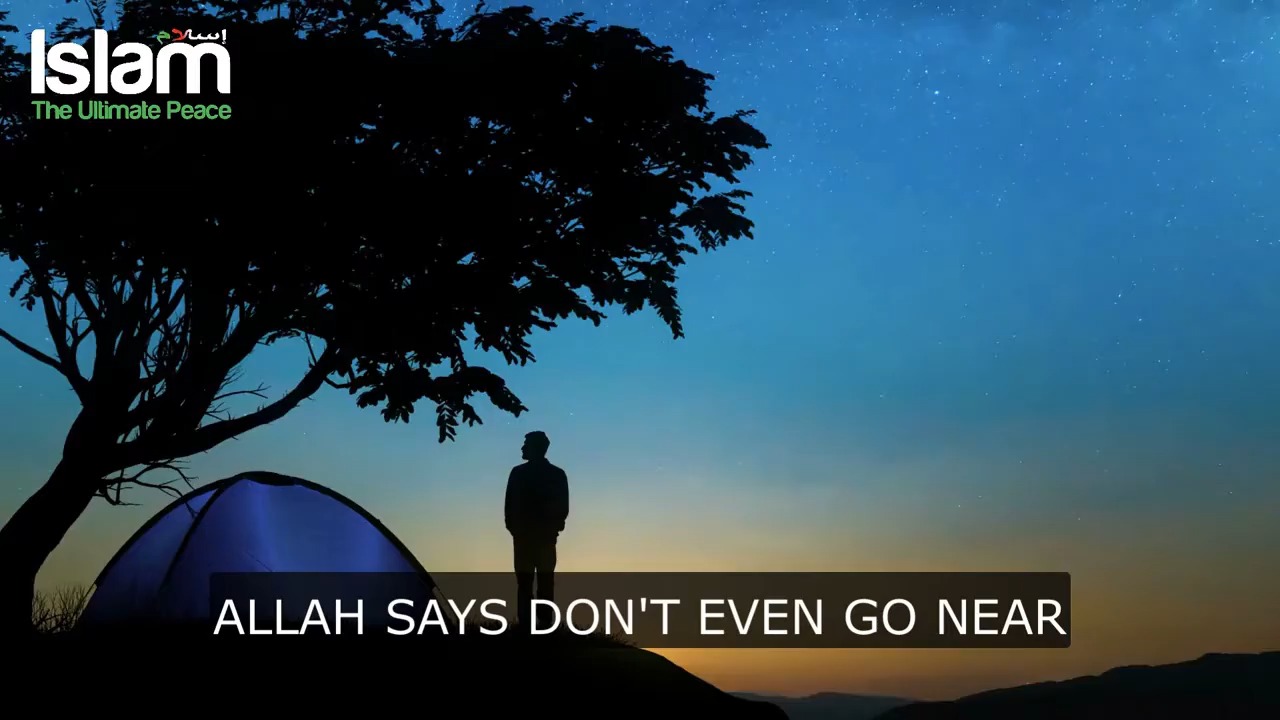 إسلام
Islam
The Ultimate Peace
ALLAH SAYS DON'T EVEN GO NEAR